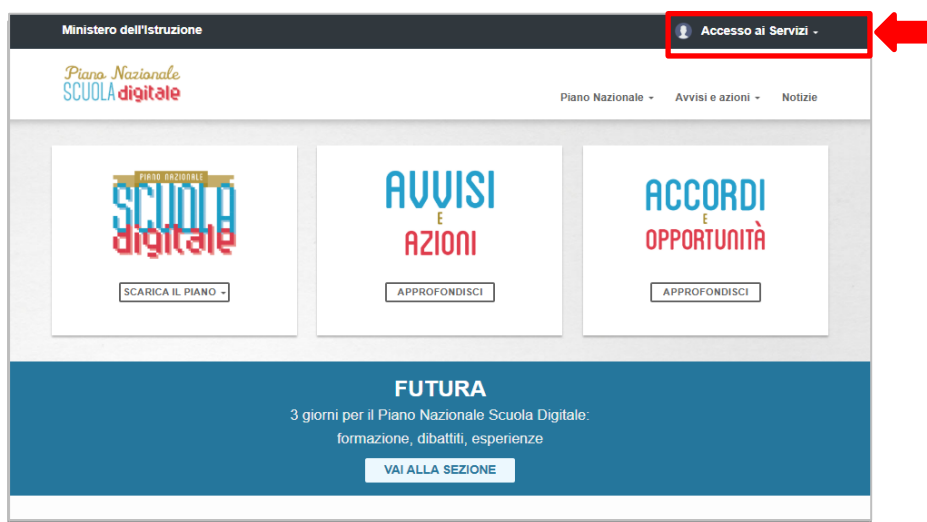 Ministero dell'Istruzione
Accesso ai Servizi
Piano Nazionale
SCUOLA digitale
Piano Nazionale
Avvisi e azioni
Notizie
PIANO NAZIONALE
SCUOLA
digitale
SCARICA IL PIANO
AVVISI
E
AZIONI
APPROFONDISCI
ACCORDI
E
OPPORTUNITÀ
APPROFONDISCI
FUTURA
3 giorni per il Piano Nazionale Scuola Digitale:
formazione, dibattiti, esperienze
VAI ALLA SEZIONE